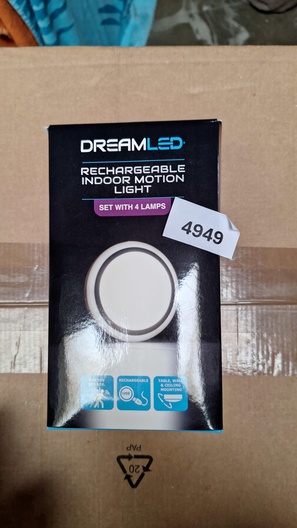 DREAMLED
RECHARGEABLE
INDOOR MOTION
LIGHT
SET WITH 4 LAMPS
4949
RECHARGEABLE
TABLE, WALL
& CEILING
MOUNTING
20
PAP